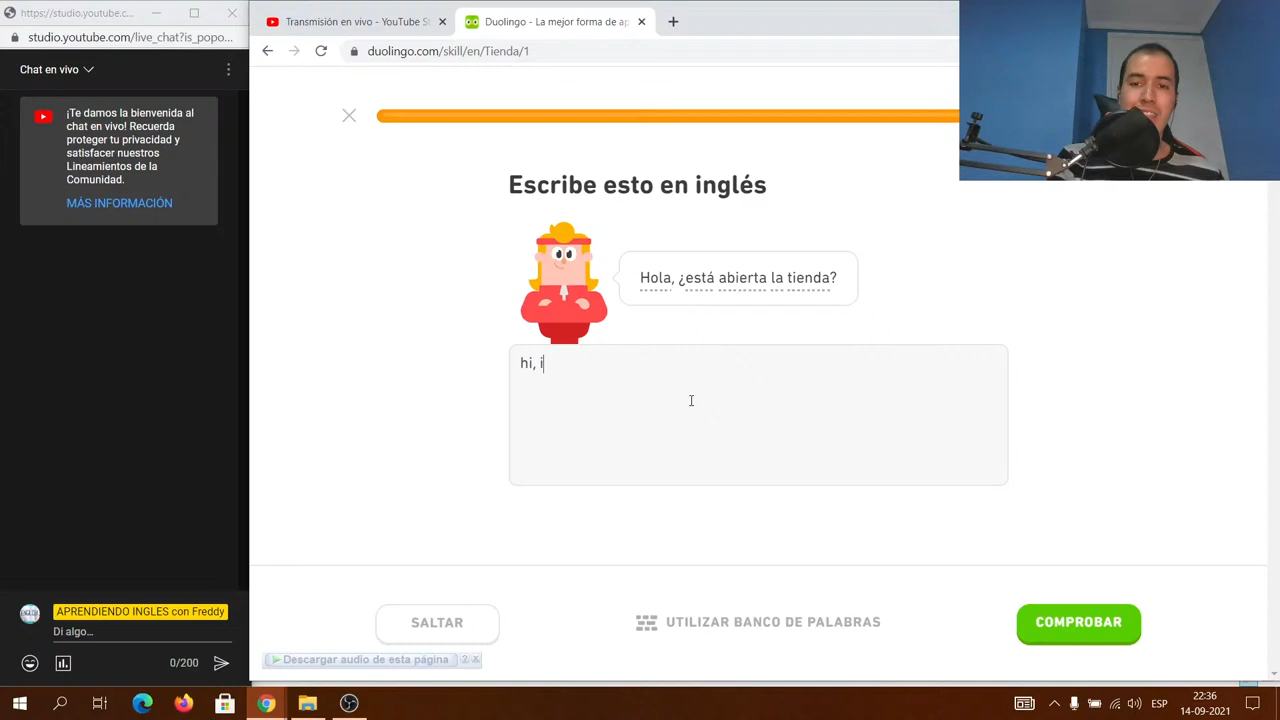 https://studio.youtube.com/live_chat?is_po...
studio.youtube.com/live_chat?is_popo...
Chat en vivo
¡Te damos la bienvenida al
chat en vivo! Recuerda
proteger tu privacidad y
satisfacer nuestros
Lineamientos de la
Comunidad.
MÁS INFORMACIÓN
APRENDIENDO INGLES con Freddy
Di algo...
0/200
Transmisión en vivo - YouTube St
Duolingo - La mejor forma de ap
duolingo.com/skill/en/Tienda/1
Escribe esto en inglés
Hola, ¿está abierta la tienda?
hi, i
SALTAR
UTILIZAR BANCO DE PALABRAS
COMPROBAR
Descargar audio de esta página
?
x
ESP
22:36
14-09-2021